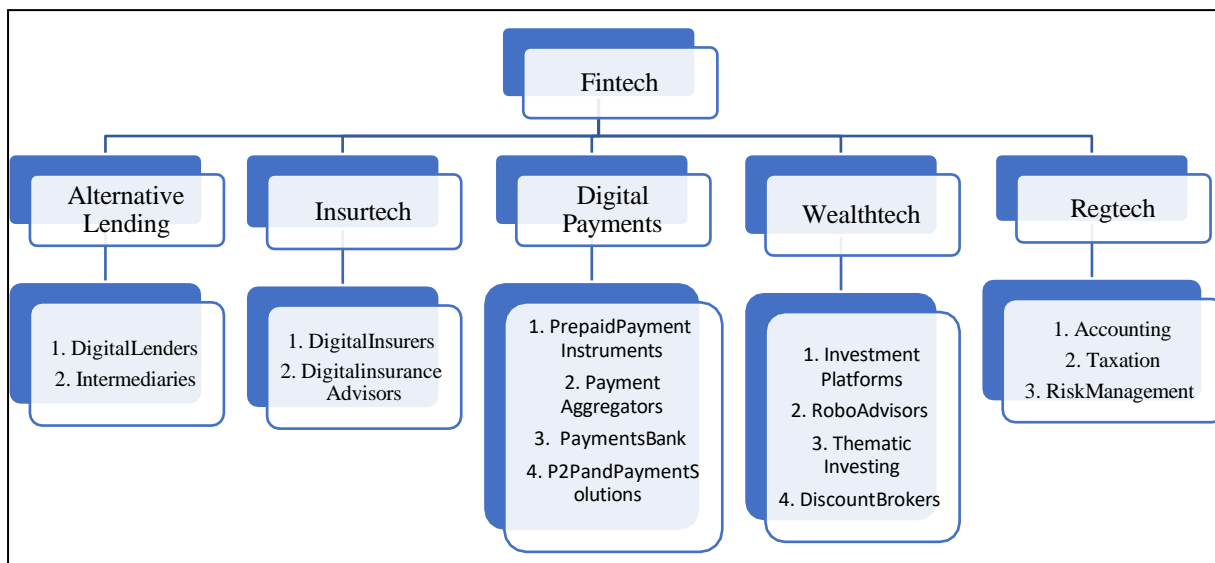 Fintech
Alternative
Lending
Insurtech
Digital
Payments
Wealthtech
Regtech
1. DigitalLenders
2. Intermediaries
1. DigitalInsurers
2. Digitalinsurance
Advisors
1. PrepaidPayment
Instruments
2. Payment
Aggregators
3. PaymentsBank
4. P2PandPaymentS
olutions
1. Investment
Platforms
2. RoboAdvisors
3. Thematic
Investing
4. DiscountBrokers
1. Accounting
2. Taxation
3. RiskManagement